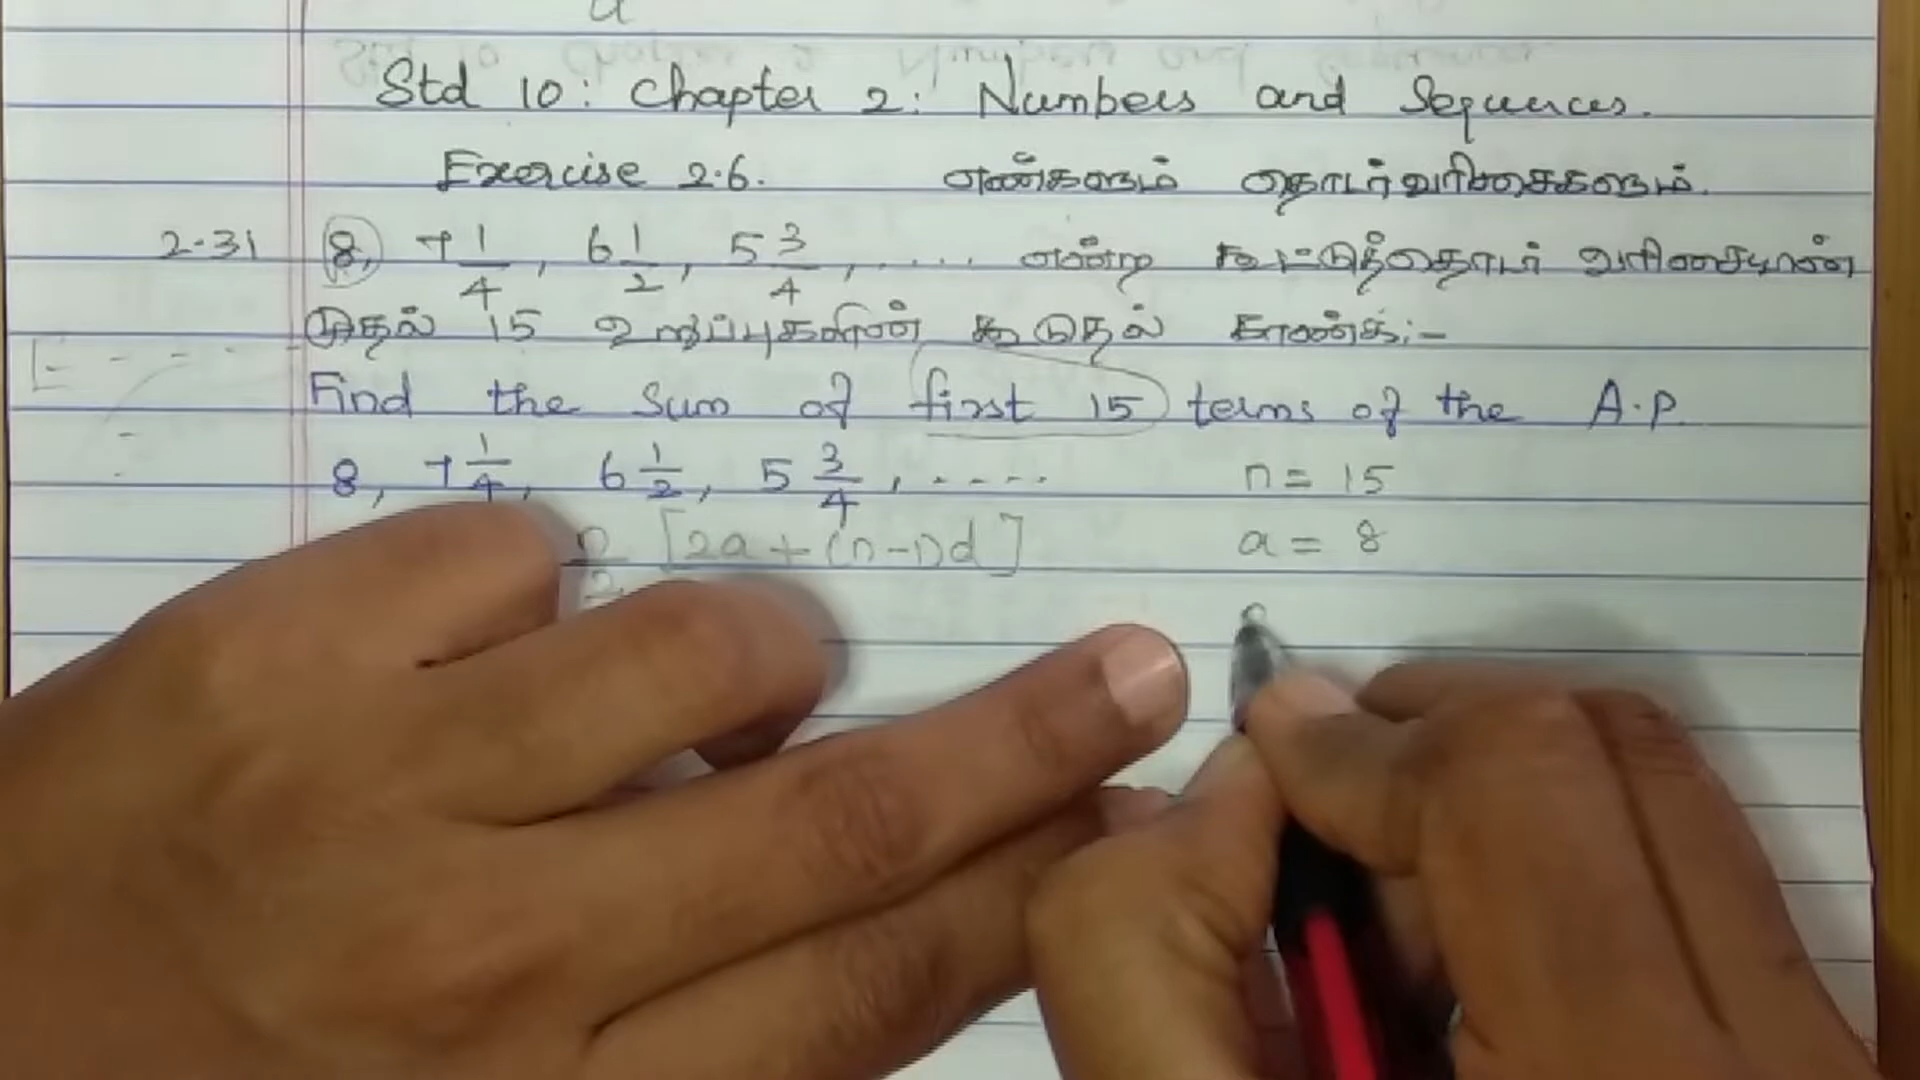 Std 10: Chapter 2: Numbers and Sequences.
Exercise 2.6. எண்களும் தொடர்வரிசைகளும்.
2.31 8, 7 1/4, 6 1/2, 5 3/4, .... என்ற கூட்டுத்தொடர் வரிசையின்
முதல் 15 உறுப்புகளின் கூடுதல் காண்க:-
Find the Sum of first 15 terms of the A.P.
8, 7 1/4, 6 1/2, 5 3/4, ..... n = 15
n/2 [2a+(n-1)d] a = 8